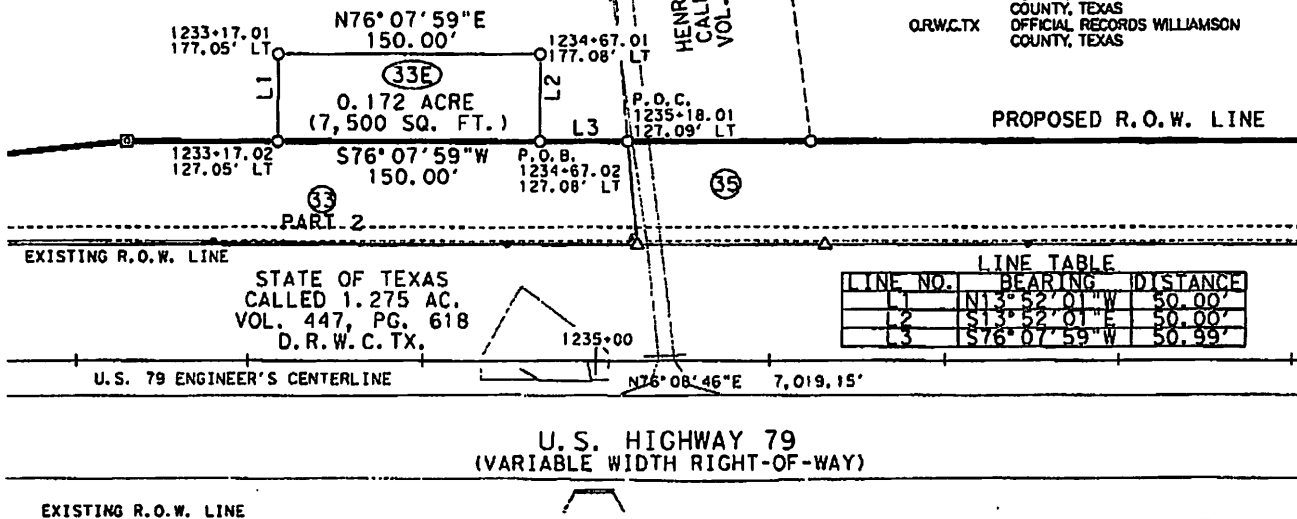 COUNTY, TEXAS
O.R.W.C.TX OFFICIAL RECORDS WILLIAMSON
COUNTY, TEXAS
HENR
CALL
VOL.
N76°07'59"E
150.00'
1233+17.01
177.05' LT
1234+67.01
177.08' LT
L1
33E
L2
0.172 ACRE
(7,500 SQ. FT.)
L3
P.O.C.
1235+18.01
127.09' LT
PROPOSED R.O.W. LINE
1233+17.02
127.05' LT
S76°07'59"W
150.00'
P.O.B.
1234+67.02
127.08' LT
33
PART 2
35
EXISTING R.O.W. LINE
STATE OF TEXAS
CALLED 1.275 AC.
VOL. 447, PG. 618
D.R.W.C.TX.
LINE TABLE
LINE NO. BEARING DISTANCE
L1 N13°52'01"W 50.00'
L2 S13°52'01"E 50.00'
L3 S76°07'59"W 50.99'
1235+00
U.S. 79 ENGINEER'S CENTERLINE
N76°08'46"E 7,019.15'
U.S. HIGHWAY 79
(VARIABLE WIDTH RIGHT-OF-WAY)
EXISTING R.O.W. LINE